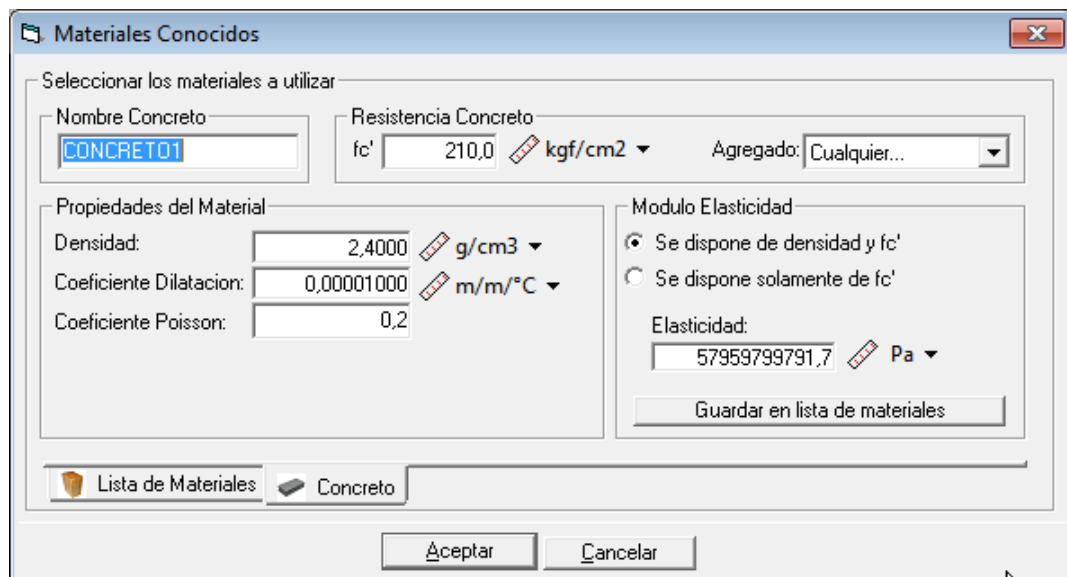 Materiales Conocidos
Seleccionar los materiales a utilizar
Nombre Concreto
CONCRETO1
Resistencia Concreto
fc' 210,0 kgf/cm2 Agregado: Cualquier...
Propiedades del Material
Densidad: 2,4000 g/cm3
Coeficiente Dilatacion: 0,00001000 m/m/°C
Coeficiente Poisson: 0,2
Modulo Elasticidad
Se dispone de densidad y fc'
Se dispone solamente de fc'
Elasticidad:
57959799791,7 Pa
Guardar en lista de materiales
Lista de Materiales Concreto
Aceptar Cancelar